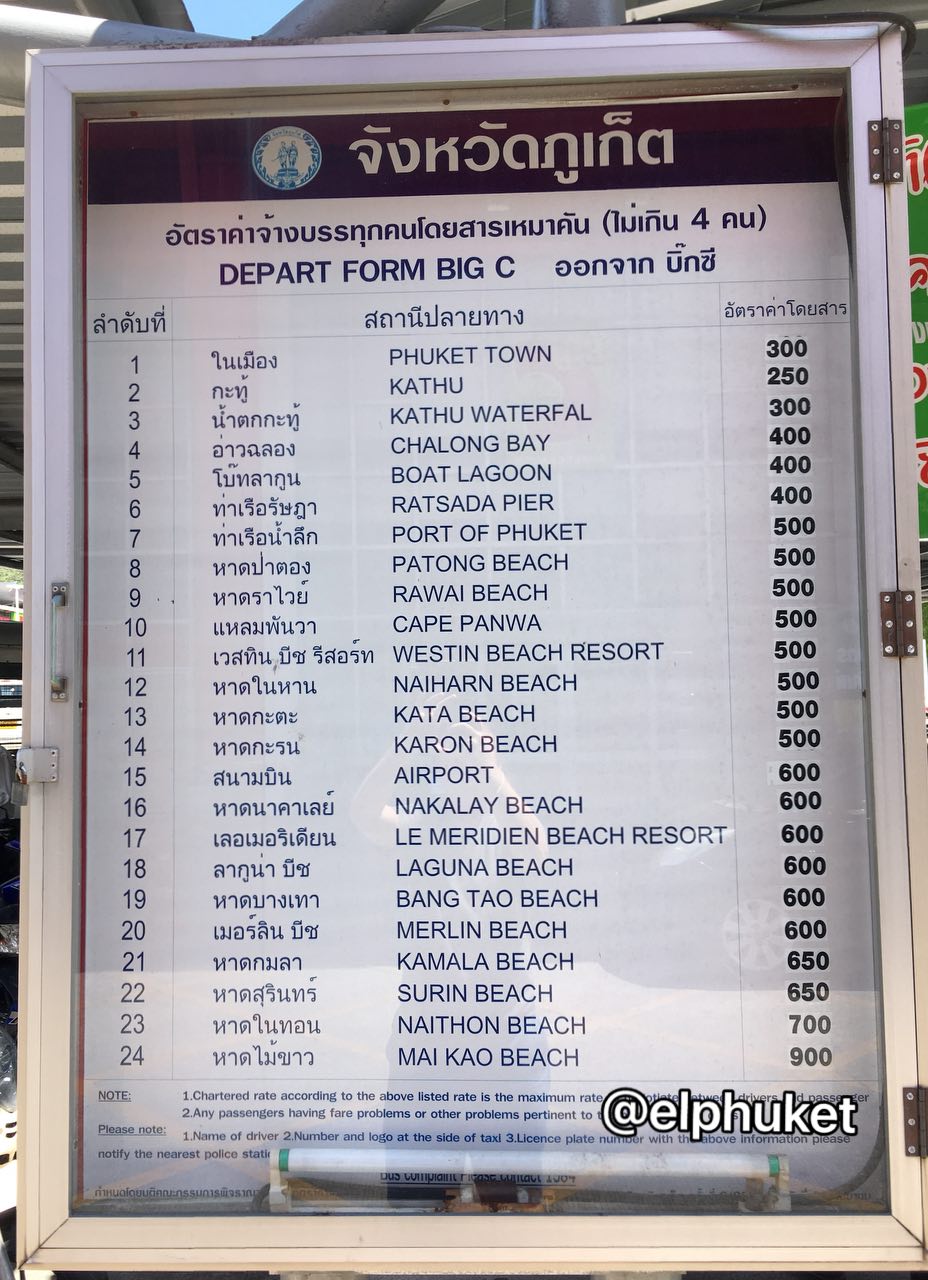 จังหวัดภูเก็ต
อัตราค่าจ้างบรรทุกคนโดยสารเหมาคัน (ไม่เกิน 4 คน)
DEPART FORM BIG C ออกจาก บิ๊กซี
ลำดับที่ สถานีปลายทาง อัตราค่าโดยสาร
1 ในเมือง PHUKET TOWN 300
2 กะทู้ KATHU 250
3 น้ำตกกะทู้ KATHU WATERFAL 300
4 อ่าวฉลอง CHALONG BAY 400
5 โบ๊ทลากูน BOAT LAGOON 400
6 ท่าเรือรัษฎา RATSADA PIER 400
7 ท่าเรือน้ำลึก PORT OF PHUKET 500
8 หาดป่าตอง PATONG BEACH 500
9 หาดราไวย์ RAWAI BEACH 500
10 แหลมพันวา CAPE PANWA 500
11 เวสทิน บีช รีสอร์ท WESTIN BEACH RESORT 500
12 หาดในหาน NAIHARN BEACH 500
13 หาดกะตะ KATA BEACH 500
14 หาดกะรน KARON BEACH 500
15 สนามบิน AIRPORT 600
16 หาดนาคาเลย์ NAKALAY BEACH 600
17 เลอเมอริเดียน LE MERIDIEN BEACH RESORT 600
18 ลากูน่า บีช LAGUNA BEACH 600
19 หาดบางเทา BANG TAO BEACH 600
20 เมอร์ลิน บีช MERLIN BEACH 600
21 หาดกมลา KAMALA BEACH 650
22 หาดสุรินทร์ SURIN BEACH 650
23 หาดในทอน NAITHON BEACH 700
24 หาดไม้ขาว MAI KAO BEACH 900
NOTE: 1.Chartered rate according to the above listed rate is the maximum rate between drivers and passenger
2.Any passengers having fare problems or other problems pertinent to
@elphuket
Please note: 1.Name of driver 2.Number and logo at the side of taxi 3.Licence plate number with the above information please
notify the nearest police
Bus complaint Please contact 1584